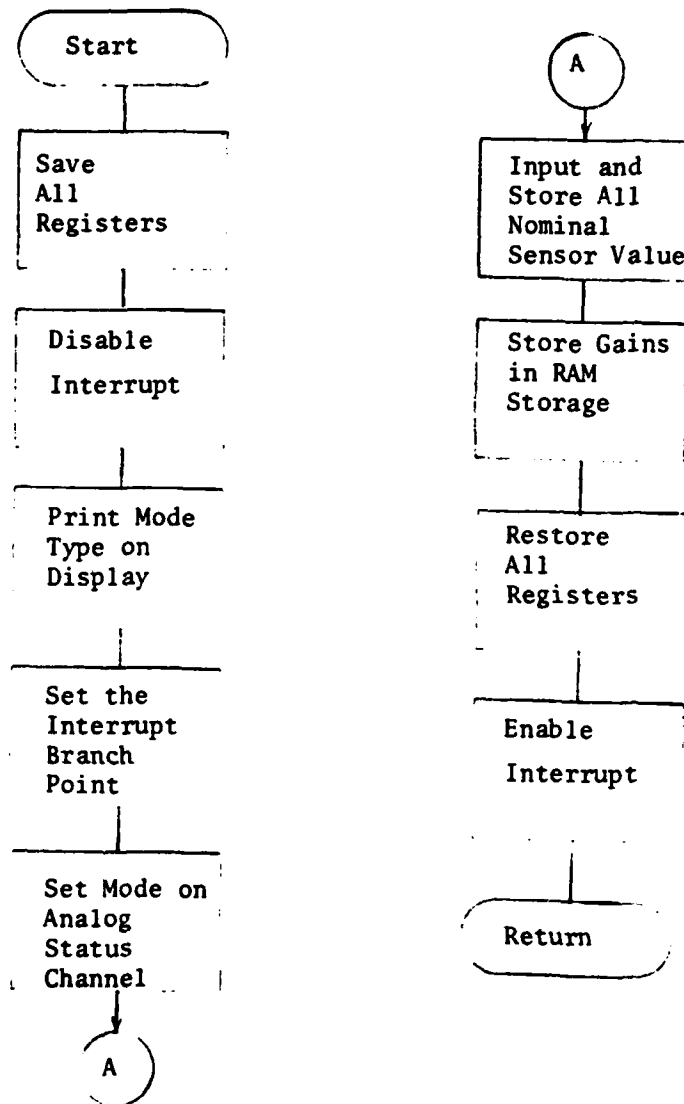 Start
Save
All
Registers
Disable
Interrupt
Print Mode
Type on
Display
Set the
Interrupt
Branch
Point
Set Mode on
Analog
Status
Channel
A
A
Input and
Store All
Nominal
Sensor Value
Store Gains
in RAM
Storage
Restore
All
Registers
Enable
Interrupt
Return